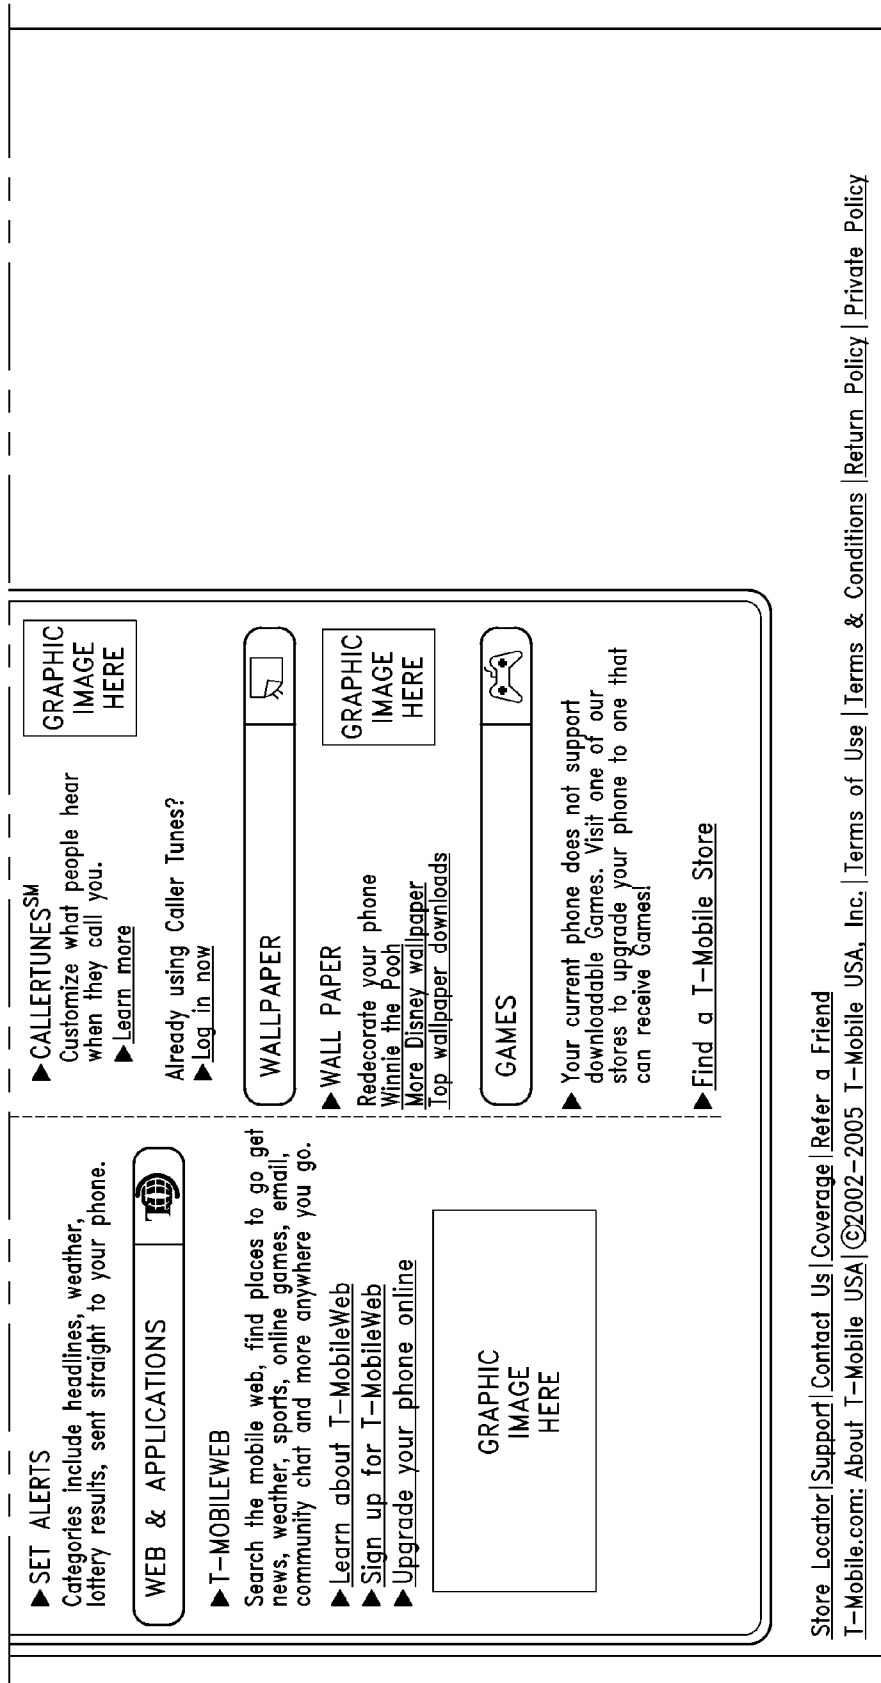 ▶SET ALERTS
Categories include headlines, weather,
lottery results, sent straight to your phone.
WEB & APPLICATIONS
▶T-MOBILEWEB
Search the mobile web, find places to go get
news, weather, sports, online games, email,
community chat and more anywhere you go.
▶Learn about T-MobileWeb
▶Sign up for T-MobileWeb
▶Upgrade your phone online
GRAPHIC
IMAGE
HERE
▶CALLERTUNES℠
Customize what people hear
when they call you.
▶Learn more
GRAPHIC
IMAGE
HERE
Already using Caller Tunes?
▶Log in now
WALLPAPER
▶WALL PAPER
Redecorate your phone
Winnie the Pooh
More Disney wallpaper
Top wallpaper downloads
GRAPHIC
IMAGE
HERE
GAMES
▶Your current phone does not support
downloadable Games. Visit one of our
stores to upgrade your phone to one that
can receive Games!
▶Find a T-Mobile Store
Store Locator|Support|Contact Us|Coverage|Refer a Friend
T-Mobile.com: About T-Mobile USA|©2002-2005 T-Mobile USA, Inc.|Terms of Use|Terms & Conditions|Return Policy|Private Policy